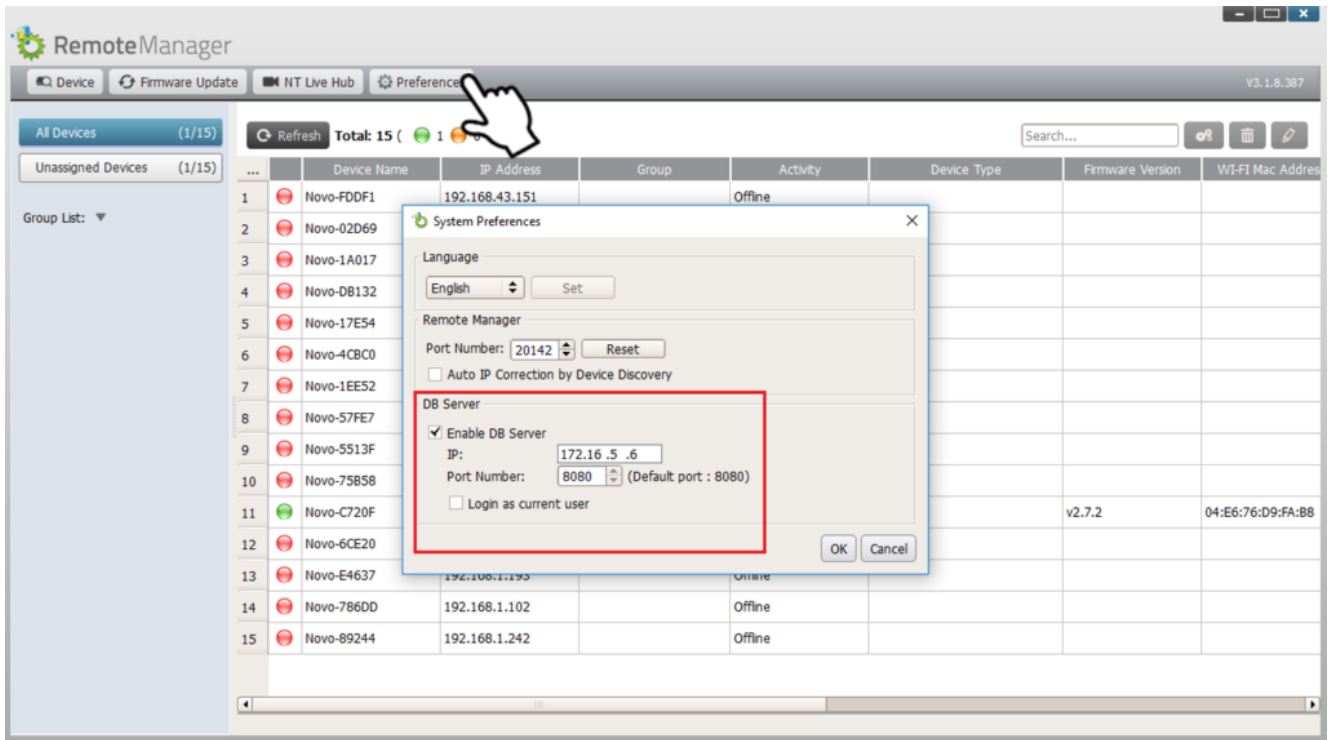 RemoteManager
Device Firmware Update NT Live Hub Preference V3.1.8.387
All Devices (1/15)
Unassigned Devices (1/15)
Group List:
Refresh Total: 15 ( 1 Search...
... Device Name IP Address Group Activity Device Type Firmware Version WI-FI Mac Addres
1 Novo-FDDF1 192.168.43.151 Offline
2 Novo-02D69
3 Novo-1A017
4 Novo-DB132
5 Novo-17E54
6 Novo-4CBC0
7 Novo-1EE52
8 Novo-57FE7
9 Novo-5513F
10 Novo-75B58
11 Novo-C720F v2.7.2 04:E6:76:D9:FA:B8
12 Novo-6CE20
13 Novo-E4637 192.168.1.193 Offline
14 Novo-786DD 192.168.1.102 Offline
15 Novo-89244 192.168.1.242 Offline
System Preferences
Language
English Set
Remote Manager
Port Number: 20142 Reset
Auto IP Correction by Device Discovery
DB Server
Enable DB Server
IP: 172.16 .5 .6
Port Number: 8080 (Default port : 8080)
Login as current user
OK Cancel